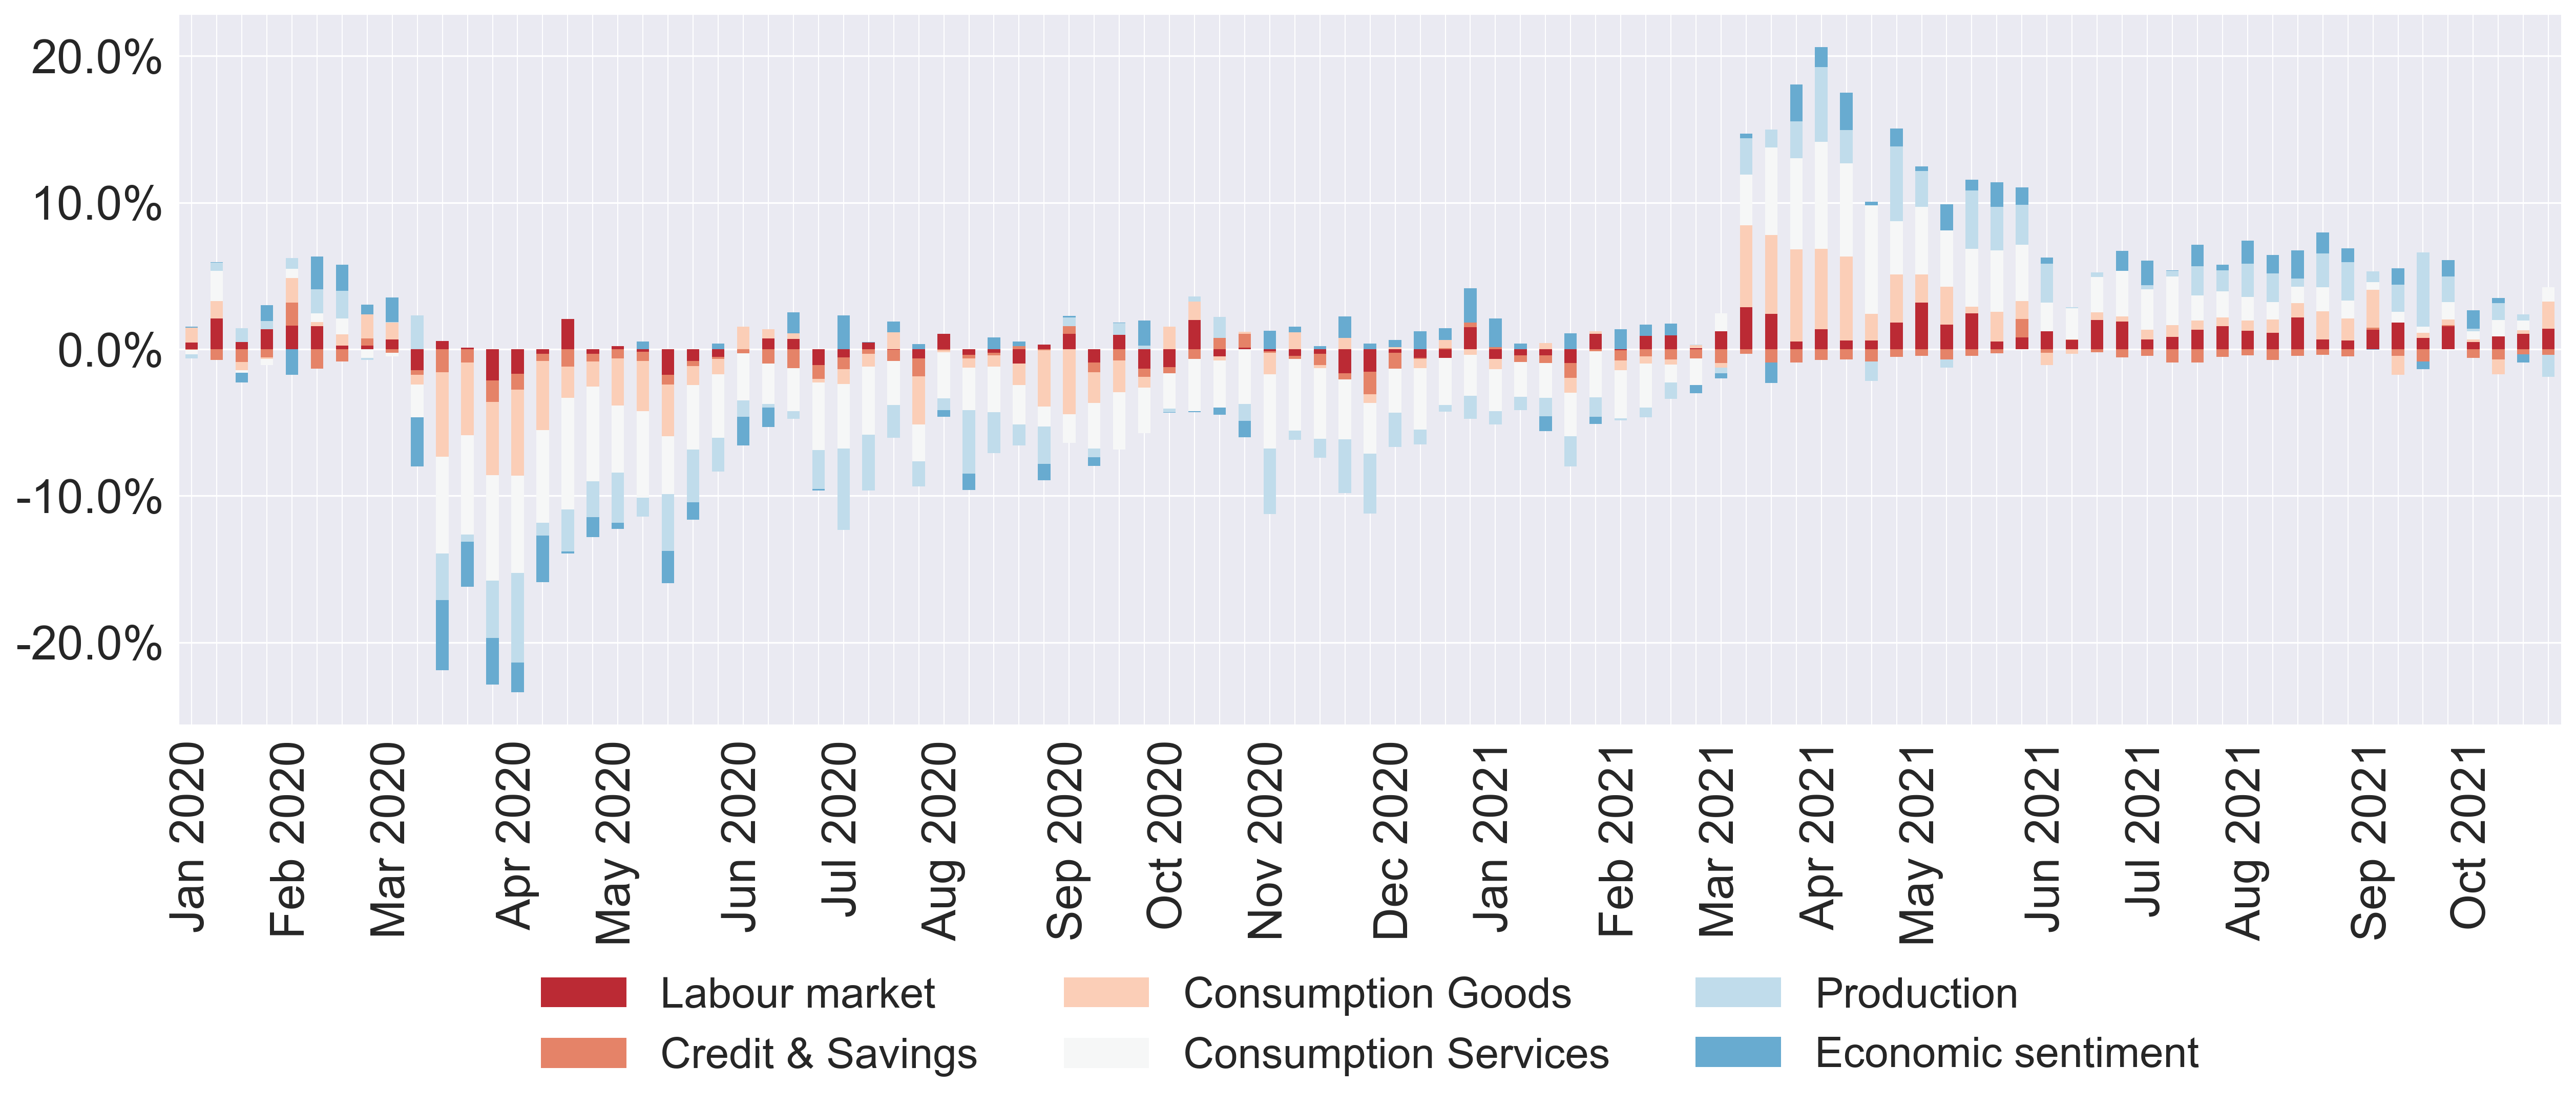 20.0%
10.0%
0.0%
-10.0%
-20.0%
Jan 2020
Feb 2020
Mar 2020
Apr 2020
May 2020
Jun 2020
Jul 2020
Aug 2020
Sep 2020
Oct 2020
Nov 2020
Dec 2020
Jan 2021
Feb 2021
Mar 2021
Apr 2021
May 2021
Jun 2021
Jul 2021
Aug 2021
Sep 2021
Oct 2021
Labour market
Consumption Goods
Production
Credit & Savings
Consumption Services
Economic sentiment